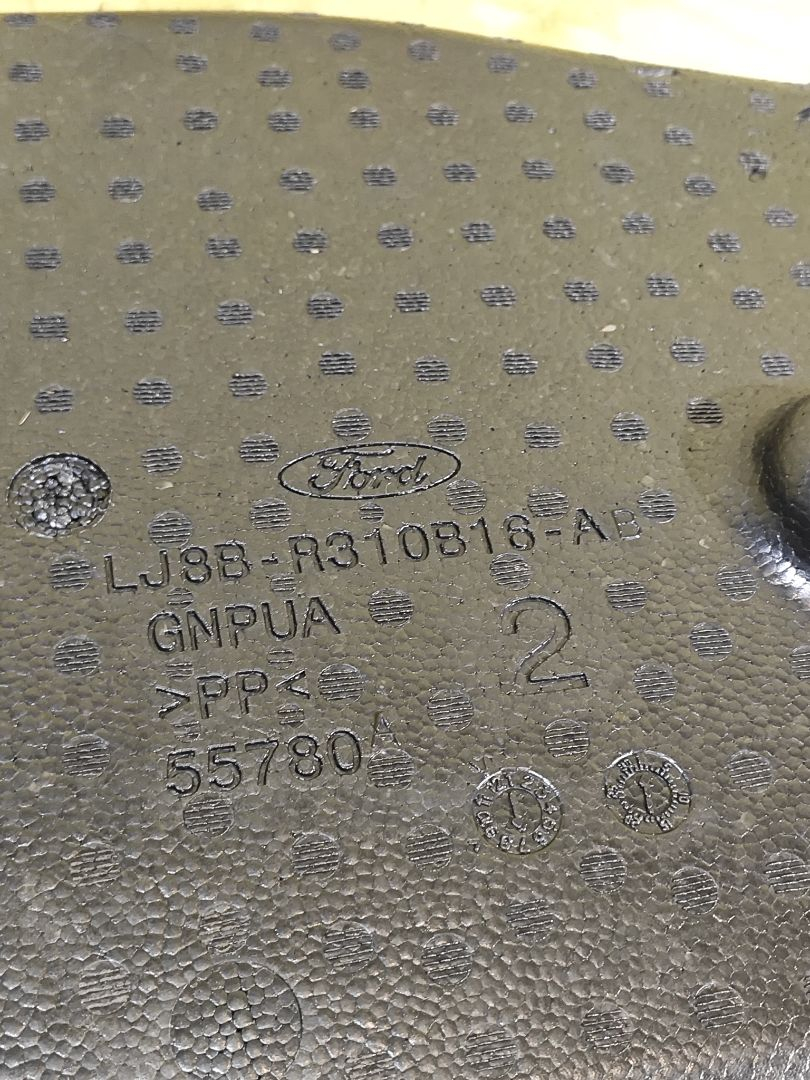 Ford
LJ8B-R310B16-AB
GNPUA
>PP<
2
55780A